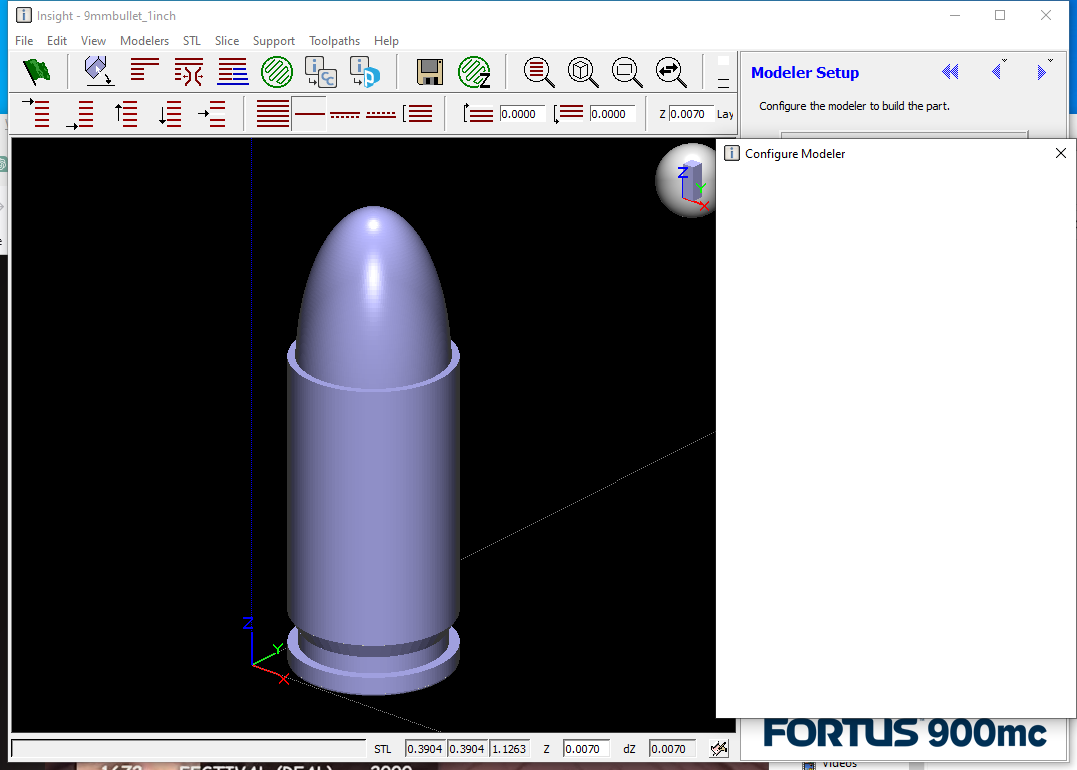 Insight - 9mmbullet_1inch
File Edit View Modelers STL Slice Support Toolpaths Help
Modeler Setup
Configure the modeler to build the part.
0.0000 0.0000 Z 0.0070 Lay
Configure Modeler
Z
Y
X
Z
Y
X
STL 0.3904 0.3904 1.1263 Z 0.0070 dZ 0.0070
FORTUS 900mc
Videos